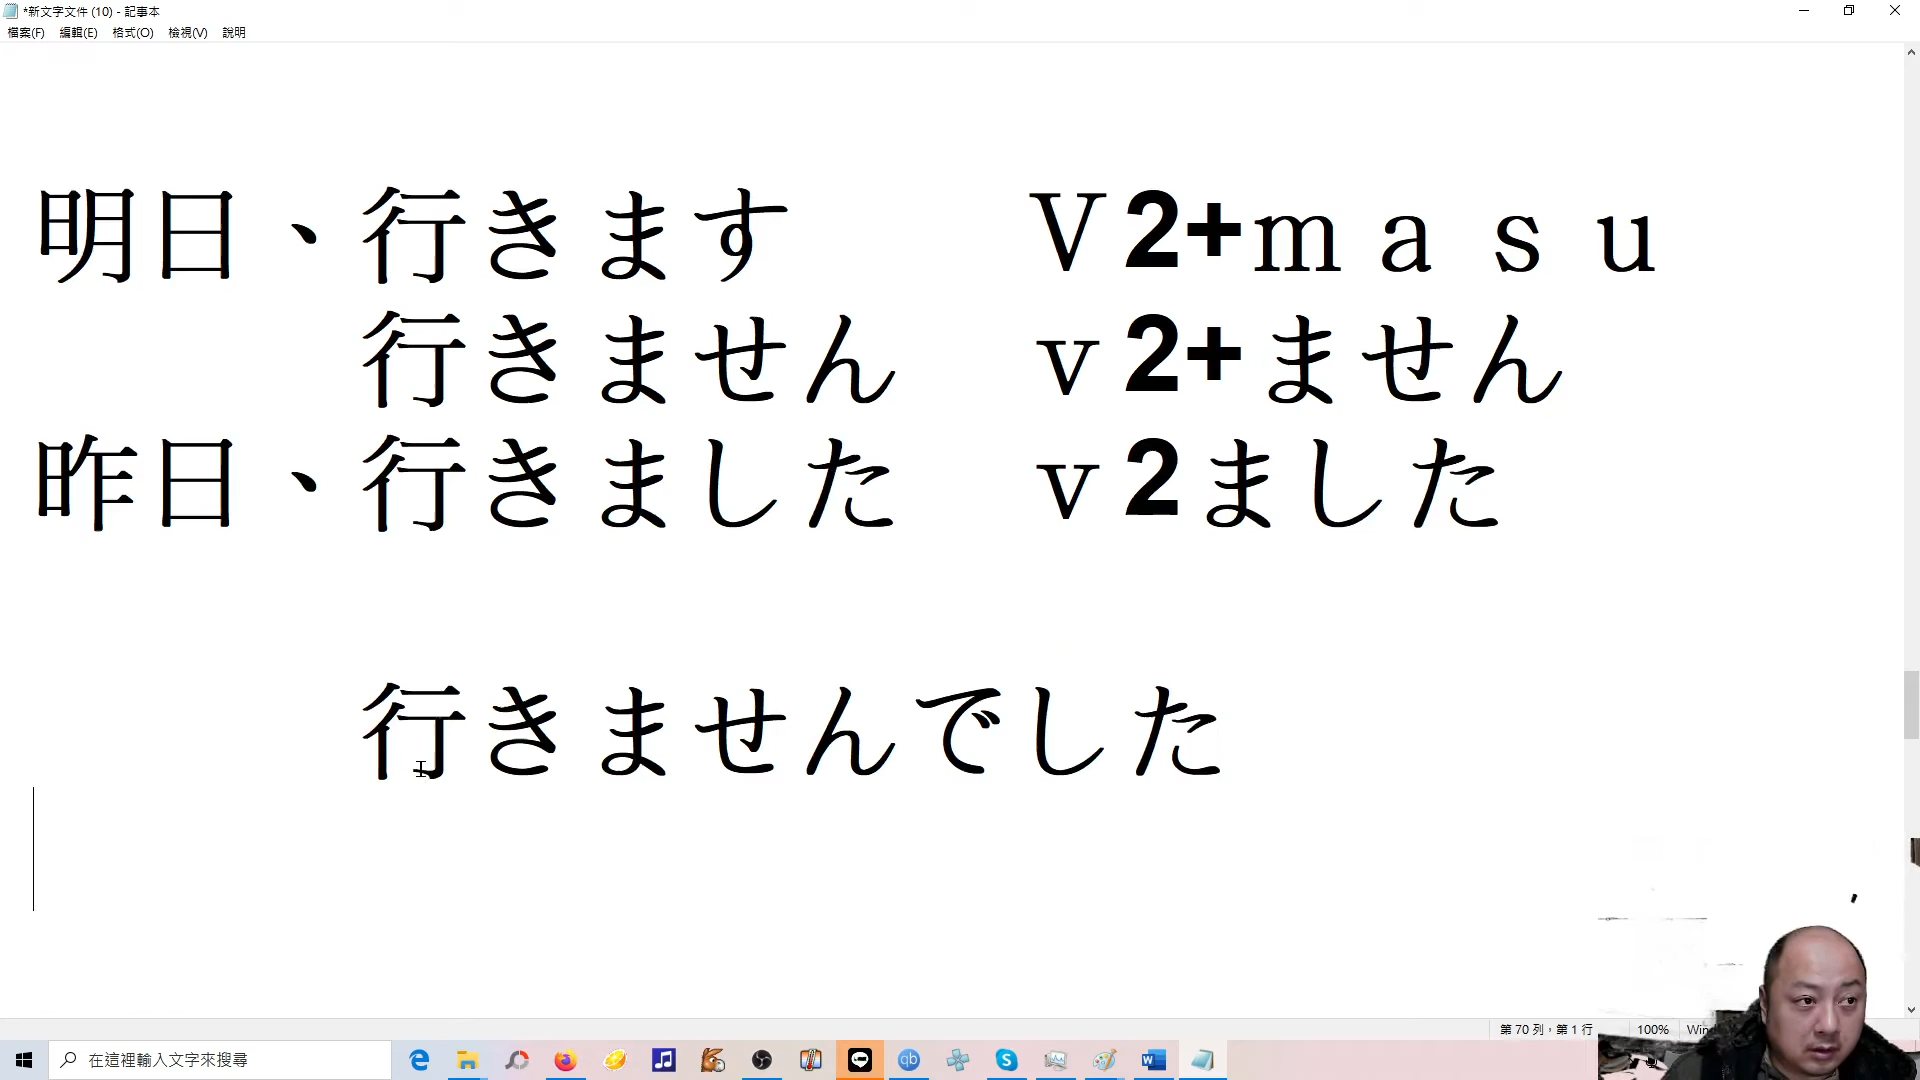 *新文字文件 (10) - 記事本
檔案(F) 編輯(E) 格式(O) 檢視(V) 說明
明日、行きます V2+masu
行きません v2+ません
昨日、行きました v2ました
行きませんでした
第 70 列，第 1 行 100%
在這裡輸入文字來搜尋